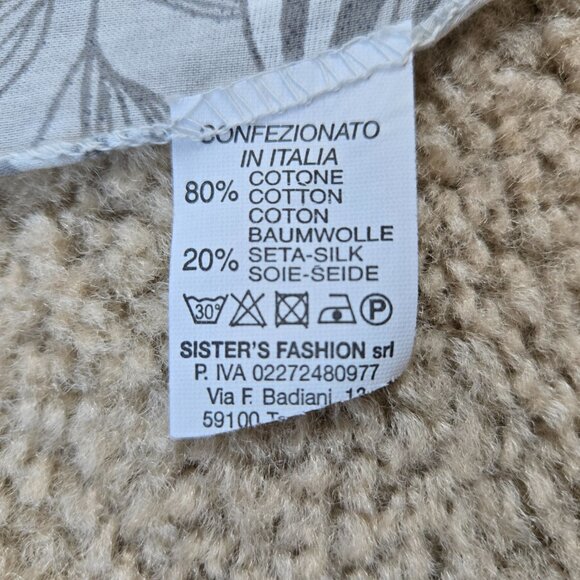 CONFEZIONATO
IN ITALIA
80% COTONE
COTTON
COTON
BAUMWOLLE
20% SETA-SILK
SOIE-SEIDE
30° P
SISTER'S FASHION srl
P. IVA 02272480977
Via F. Badiani,
59100